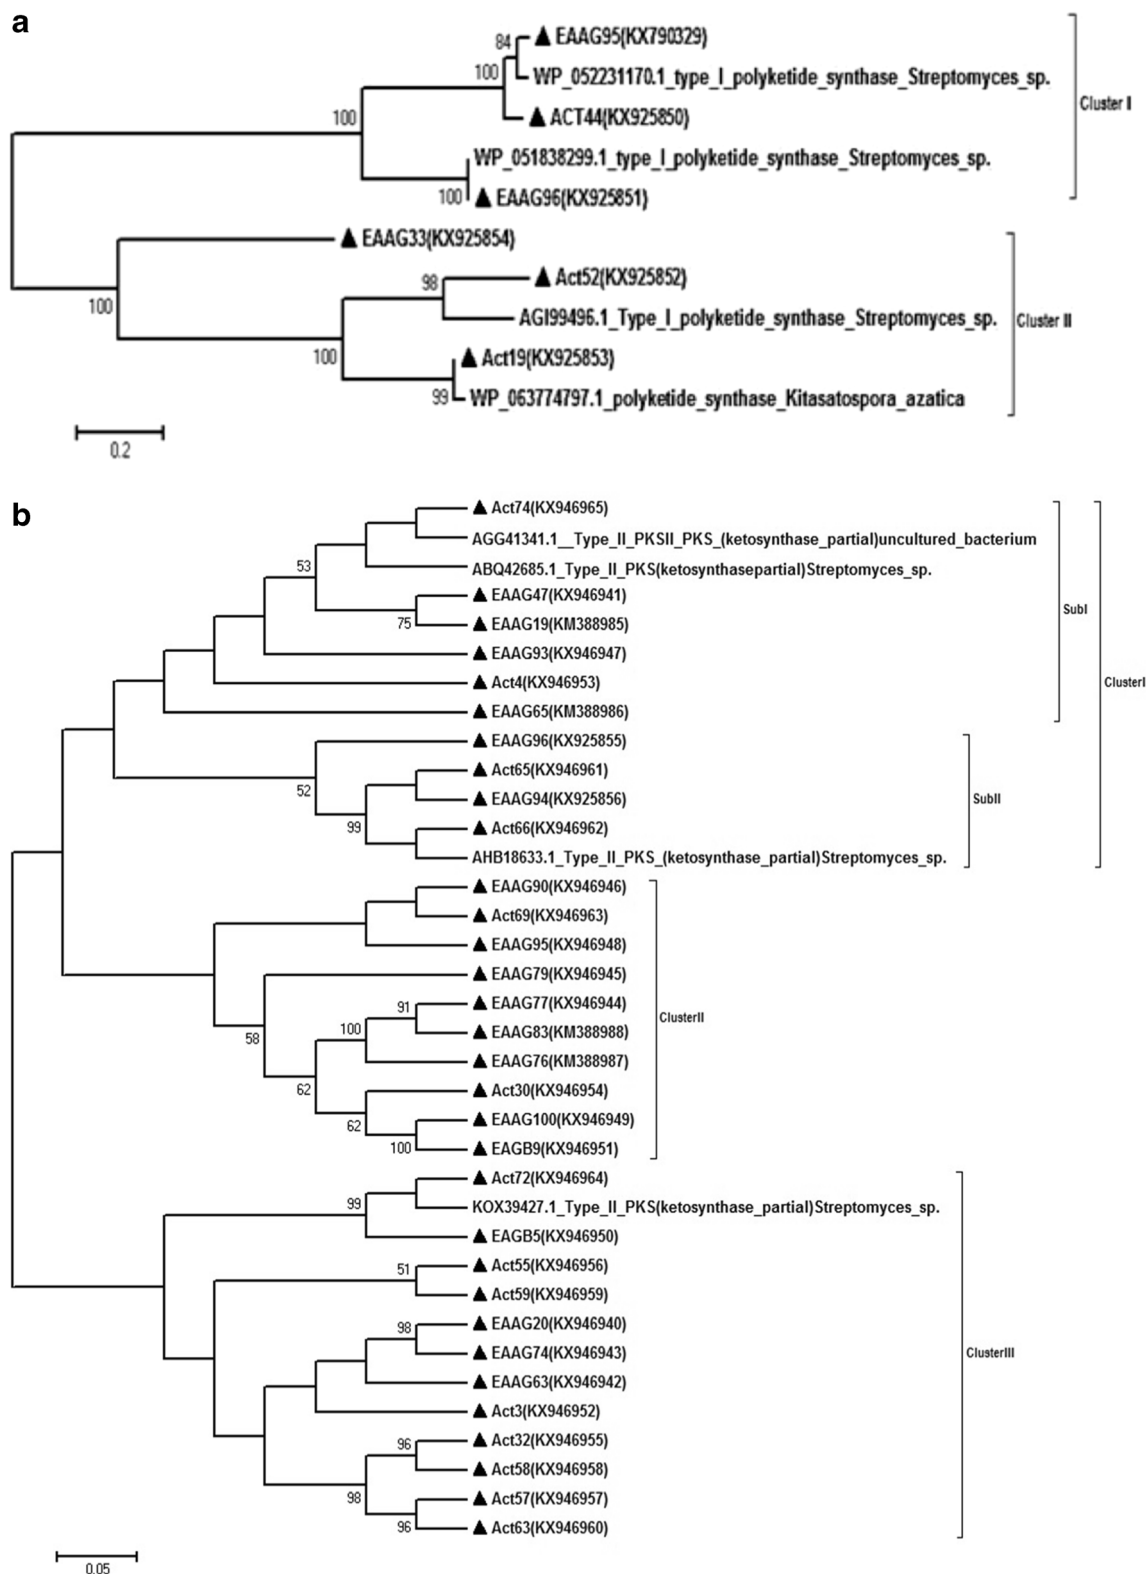 a
84
▲ EAAG95(KX790329)
100
WP_052231170.1_type_I_polyketide_synthase_Streptomyces_sp.
▲ ACT44(KX925850)
Cluster I
100
WP_051838299.1_type_I_polyketide_synthase_Streptomyces_sp.
100
▲ EAAG96(KX925851)
▲ EAAG33(KX925854)
100
98
▲ Act52(KX925852)
AGI99496.1_Type_I_polyketide_synthase_Streptomyces_sp.
Cluster II
100
▲ Act19(KX925853)
99
WP_063774797.1_polyketide_synthase_Kitasatospora_azatica
0.2
b
▲ Act74(KX946965)
AGG41341.1__Type_II_PKSII_PKS_(ketosynthase_partial)uncultured_bacterium
53
ABQ42685.1_Type_II_PKS(ketosynthasepartial)Streptomyces_sp.
▲ EAAG47(KX946941)
75
▲ EAAG19(KM388985)
SubI
▲ EAAG93(KX946947)
▲ Act4(KX946953)
ClusterI
▲ EAAG65(KM388986)
▲ EAAG96(KX925855)
52
▲ Act65(KX946961)
▲ EAAG94(KX925856)
SubII
99
▲ Act66(KX946962)
AHB18633.1_Type_II_PKS_(ketosynthase_partial)Streptomyces_sp.
▲ EAAG90(KX946946)
▲ Act69(KX946963)
▲ EAAG95(KX946948)
▲ EAAG79(KX946945)
91
▲ EAAG77(KX946944)
ClusterII
58
100
▲ EAAG83(KM388988)
▲ EAAG76(KM388987)
62
▲ Act30(KX946954)
62
▲ EAAG100(KX946949)
100
▲ EAGB9(KX946951)
▲ Act72(KX946964)
99
KOX39427.1_Type_II_PKS(ketosynthase_partial)Streptomyces_sp.
▲ EAGB5(KX946950)
51
▲ Act55(KX946956)
▲ Act59(KX946959)
98
▲ EAAG20(KX946940)
▲ EAAG74(KX946943)
ClusterIII
▲ EAAG63(KX946942)
▲ Act3(KX946952)
96
▲ Act32(KX946955)
▲ Act58(KX946958)
98
▲ Act57(KX946957)
96
▲ Act63(KX946960)
0.05